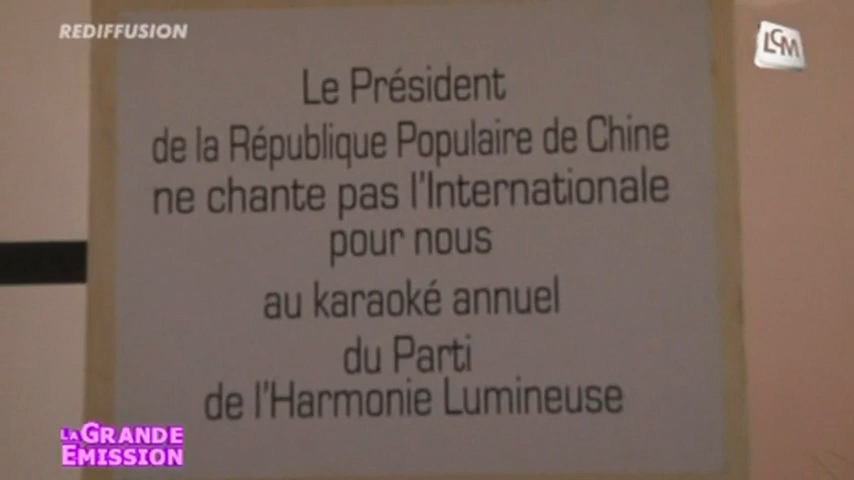 REDIFFUSION
LCM
Le Président
de la République Populaire de Chine
ne chante pas l'Internationale
pour nous
au karaoké annuel
du Parti
de l'Harmonie Lumineuse
LA GRANDE
EMISSION